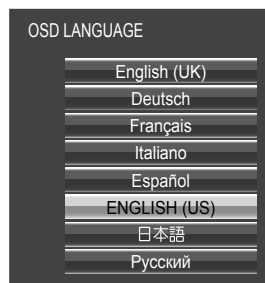 OSD LANGUAGE
English (UK)
Deutsch
Français
Italiano
Español
ENGLISH (US)
日本語
Русский